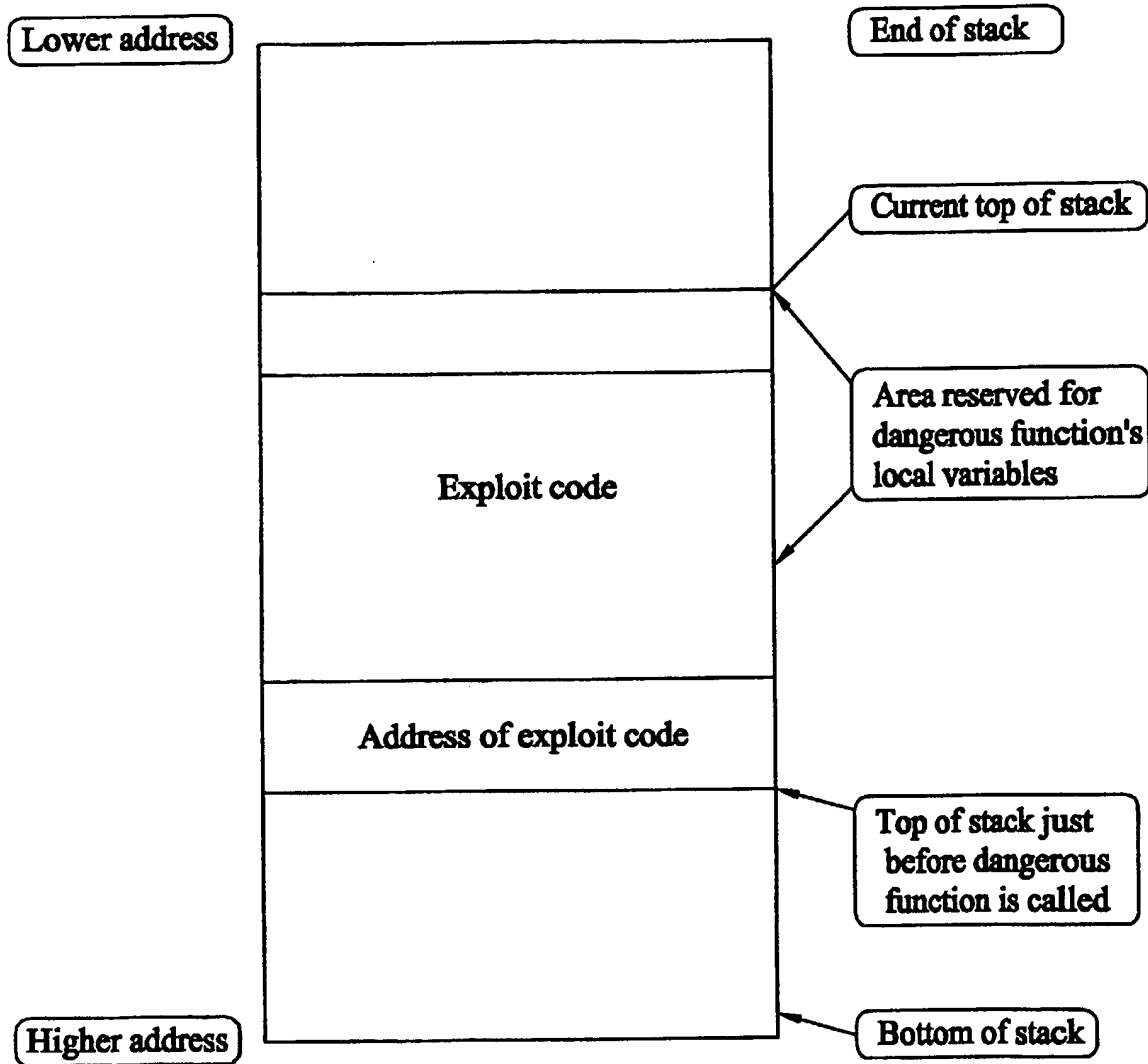 Lower address
End of stack
Current top of stack
Area reserved for
dangerous function's
local variables
Exploit code
Address of exploit code
Top of stack just
before dangerous
function is called
Higher address
Bottom of stack